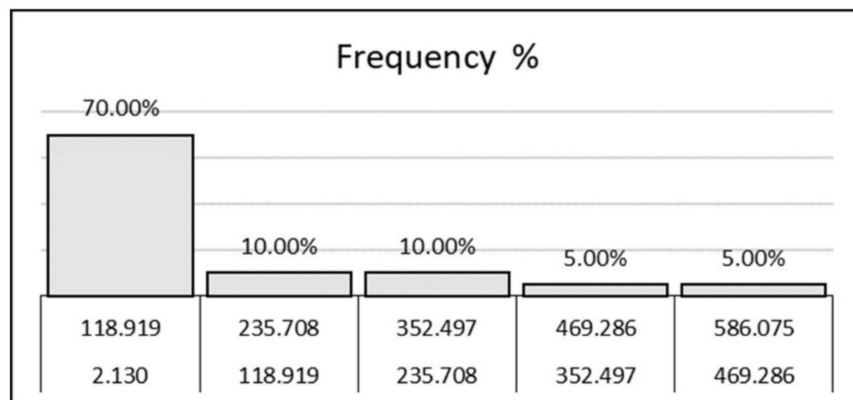 Frequency %
70.00%
10.00% 10.00% 5.00% 5.00%
118.919 235.708 352.497 469.286 586.075
2.130 118.919 235.708 352.497 469.286